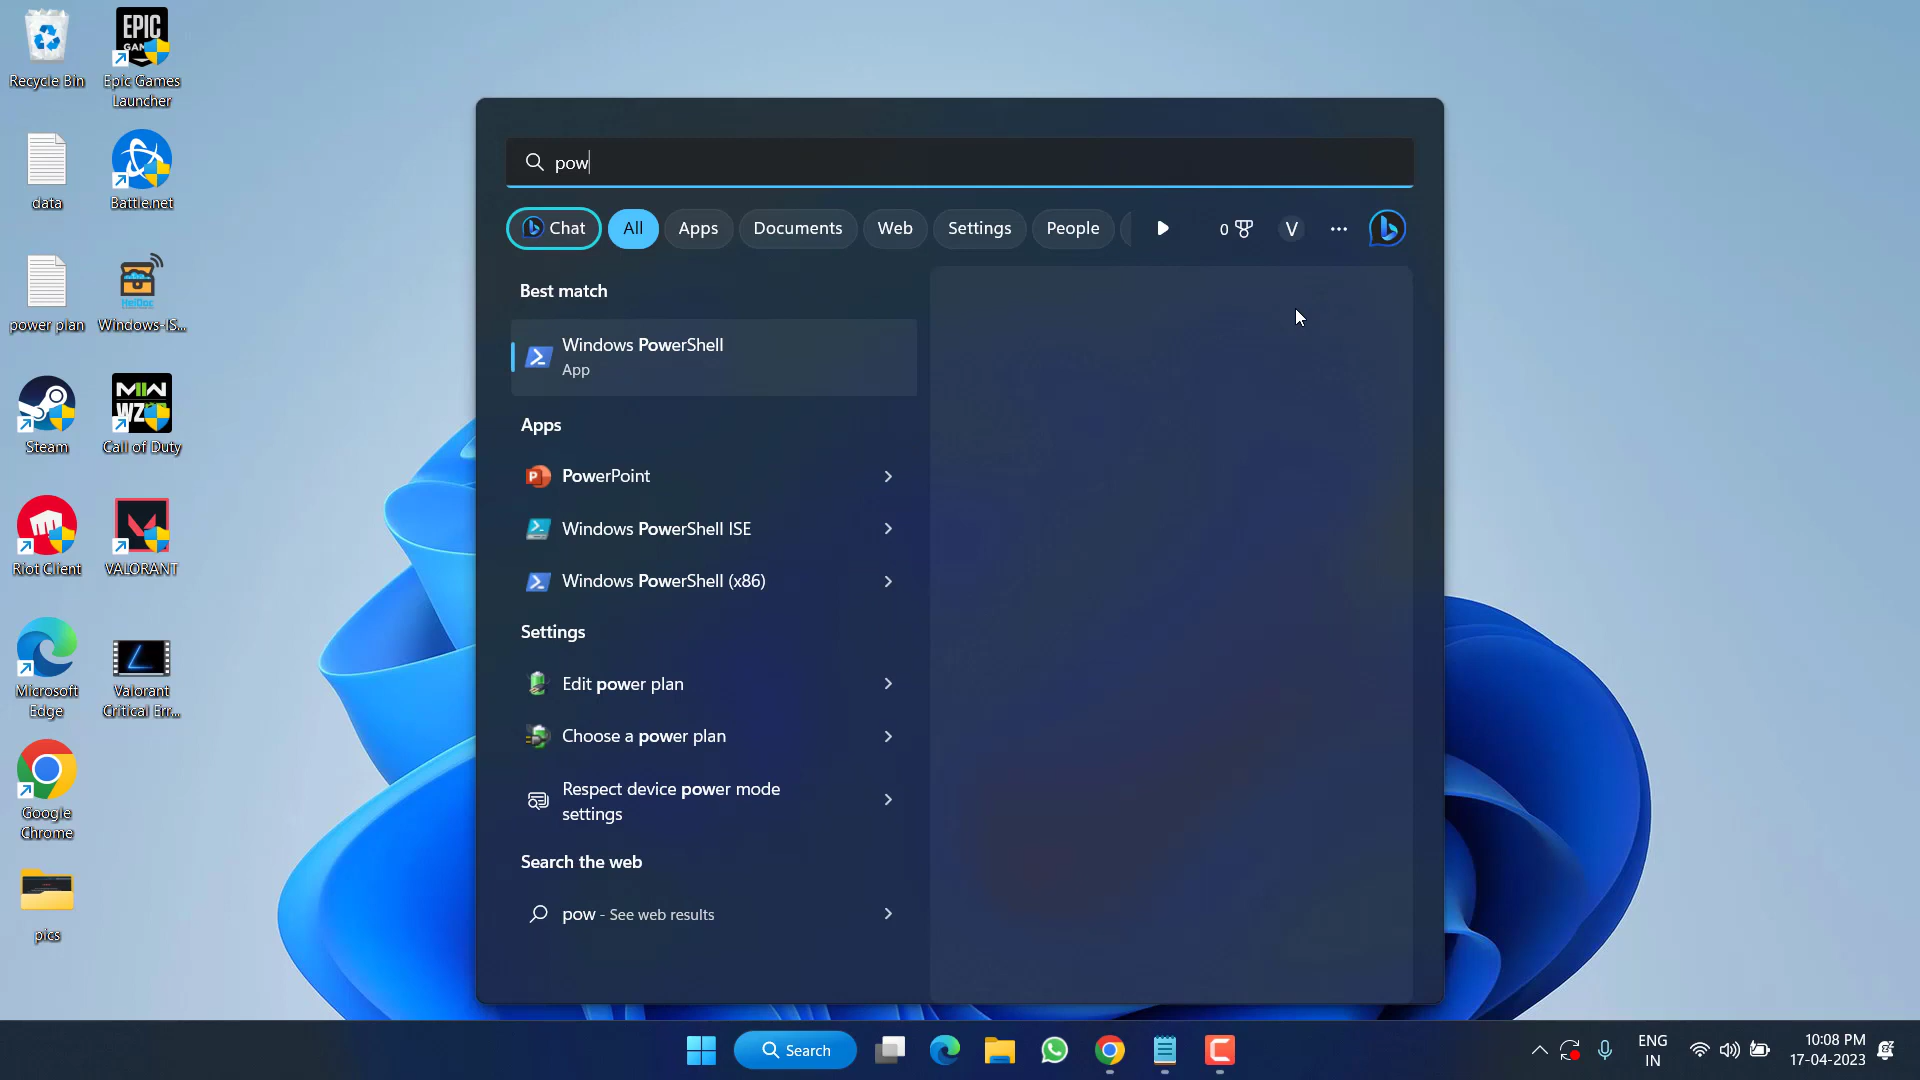 Recycle Bin
EPIC
GAMES
Epic Games
Launcher
data
Battle.net
power plan
HeiDoc
Windows-IS...
Steam
MW
WZ
Call of Duty
Riot Client
VALORANT
Microsoft
Edge
Valorant
Critical Err...
Google
Chrome
pics
pow
Chat
All
Apps
Documents
Web
Settings
People
0
V
Best match
Windows PowerShell
App
Apps
PowerPoint
Windows PowerShell ISE
Windows PowerShell (x86)
Settings
Edit power plan
Choose a power plan
Respect device power mode
settings
Search the web
pow - See web results
Search
ENG
IN
10:08 PM
17-04-2023